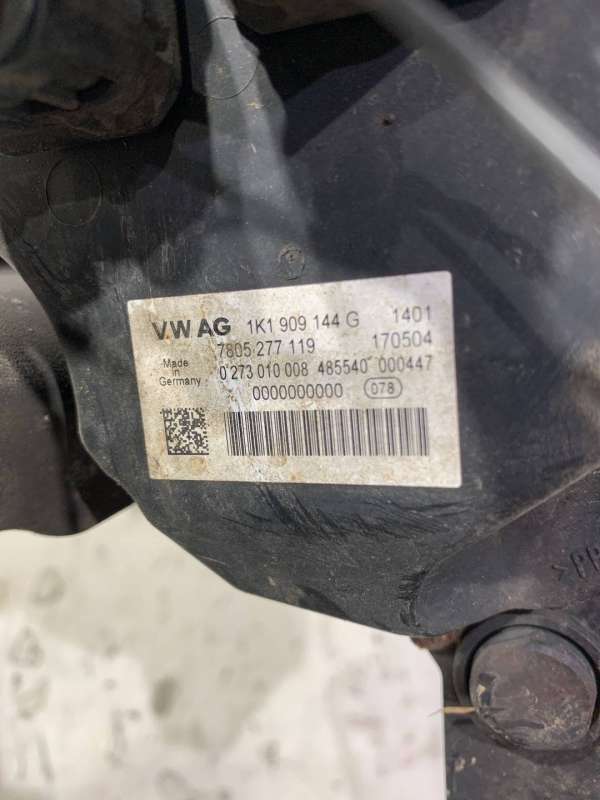 V.W AG 1K1 909 144 G 1401
7805 277 119 170504
Made in Germany 0 273 010 008 485540 000447
0000000000 078